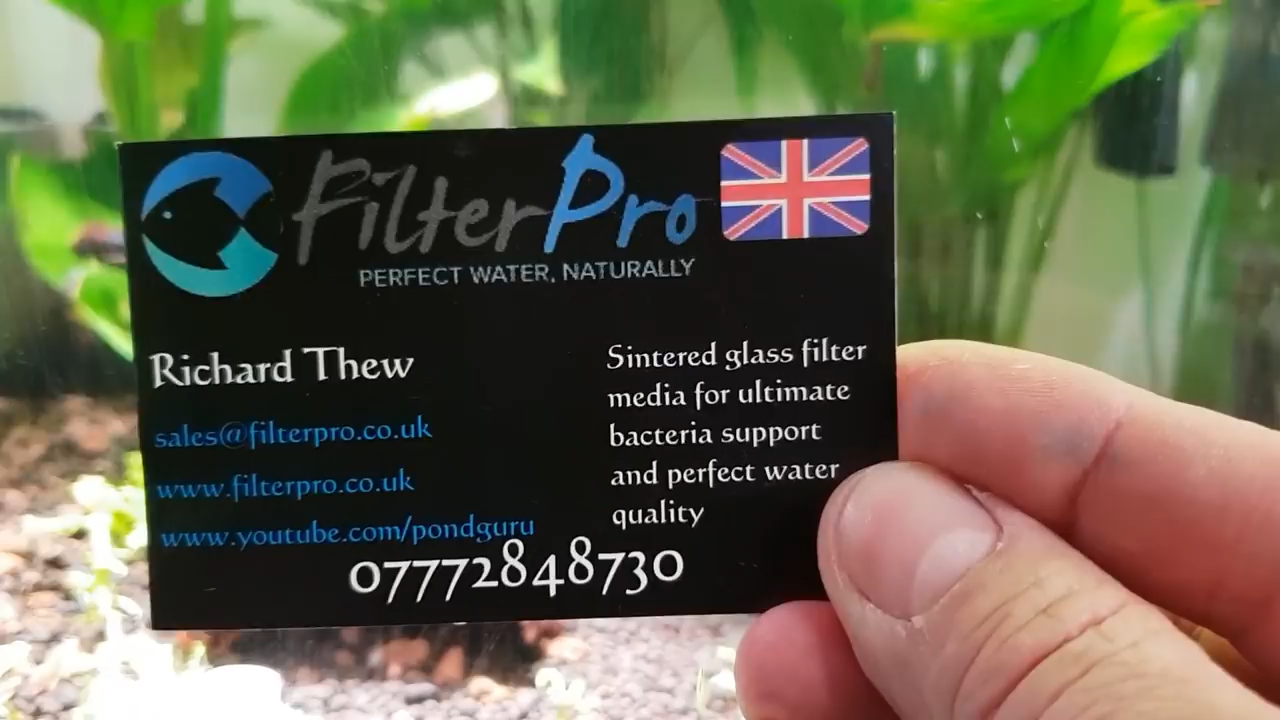 FilterPro
PERFECT WATER, NATURALLY
Richard Thew
sales@filterpro.co.uk
www.filterpro.co.uk
www.youtube.com/pondguru
Sintered glass filter
media for ultimate
bacteria support
and perfect water
quality
07772848730